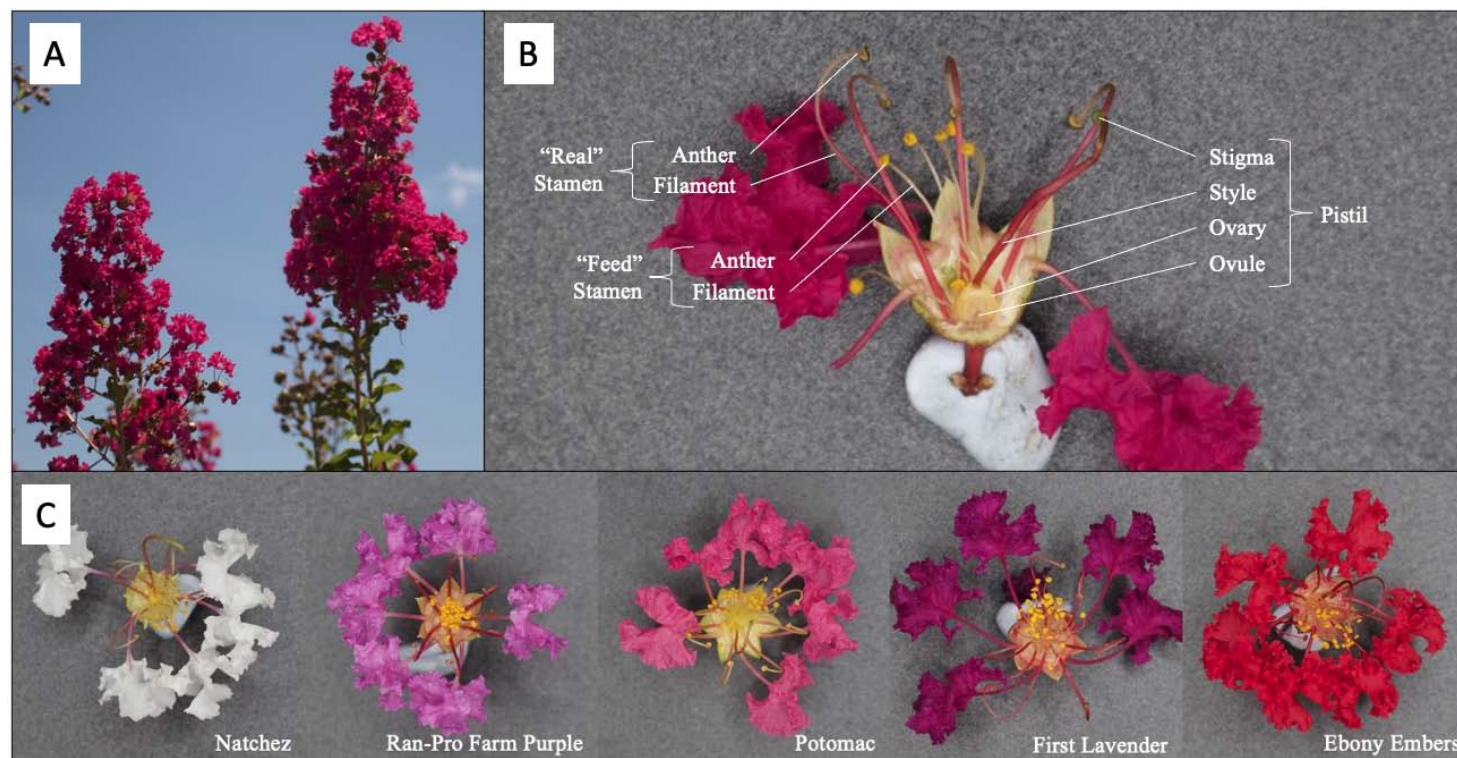 A
B
“Real”
Stamen
Anther
Filament
“Feed”
Stamen
Anther
Filament
Stigma
Style
Ovary
Ovule
Pistil
C
Natchez
Ran-Pro Farm Purple
Potomac
First Lavender
Ebony Embers